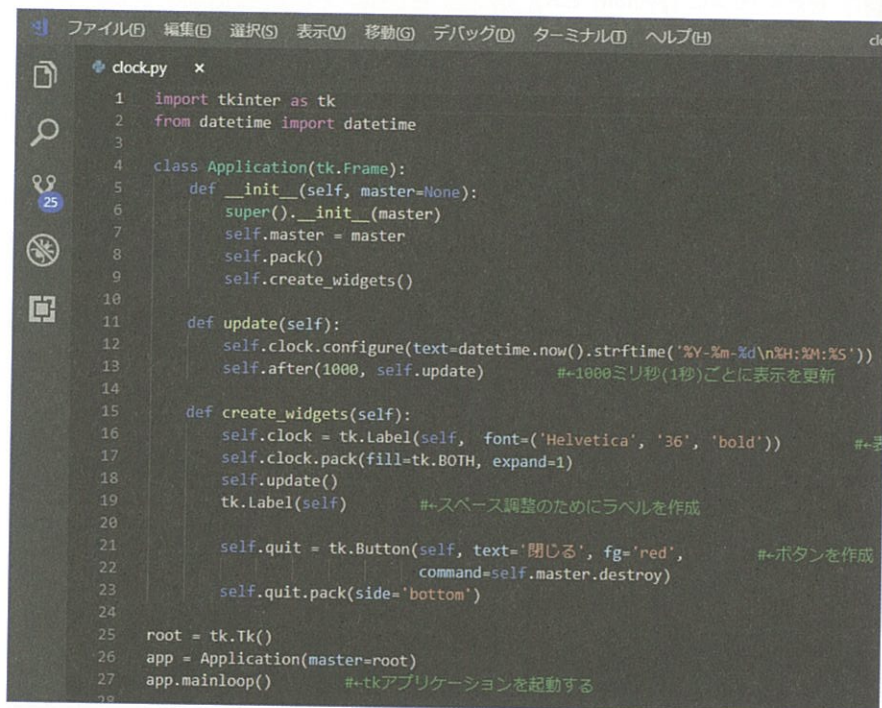 ファイル(F) 編集(E) 選択(S) 表示(V) 移動(G) デバッグ(D) ターミナル(T) ヘルプ(H)
clock.py ×
25
1 import tkinter as tk
2 from datetime import datetime
3
4 class Application(tk.Frame):
5     def __init__(self, master=None):
6         super().__init__(master)
7         self.master = master
8         self.pack()
9         self.create_widgets()
10
11     def update(self):
12         self.clock.configure(text=datetime.now().strftime('%Y-%m-%d\n%H:%M:%S'))
13         self.after(1000, self.update)        #←1000ミリ秒(1秒)ごとに表示を更新
14
15     def create_widgets(self):
16         self.clock = tk.Label(self,  font=('Helvetica', '36', 'bold'))        #←表
17         self.clock.pack(fill=tk.BOTH, expand=1)
18         self.update()
19         tk.Label(self)        #←スペース調整のためにラベルを作成
20
21         self.quit = tk.Button(self, text='閉じる', fg='red',        #←ボタンを作成
22                               command=self.master.destroy)
23         self.quit.pack(side='bottom')
24
25 root = tk.Tk()
26 app = Application(master=root)
27 app.mainloop()        #←tkアプリケーションを起動する
28